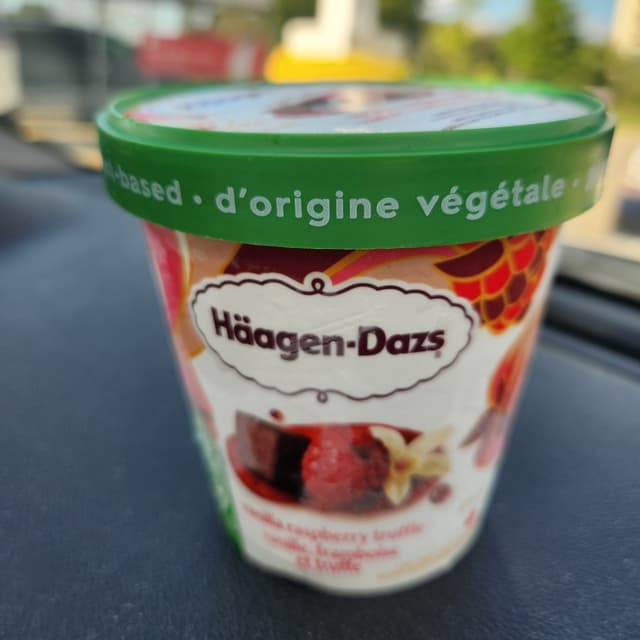 -based · d'origine végétale ·
Häagen-Dazs
vanilla raspberry truffle
vanille, framboise
et truffe